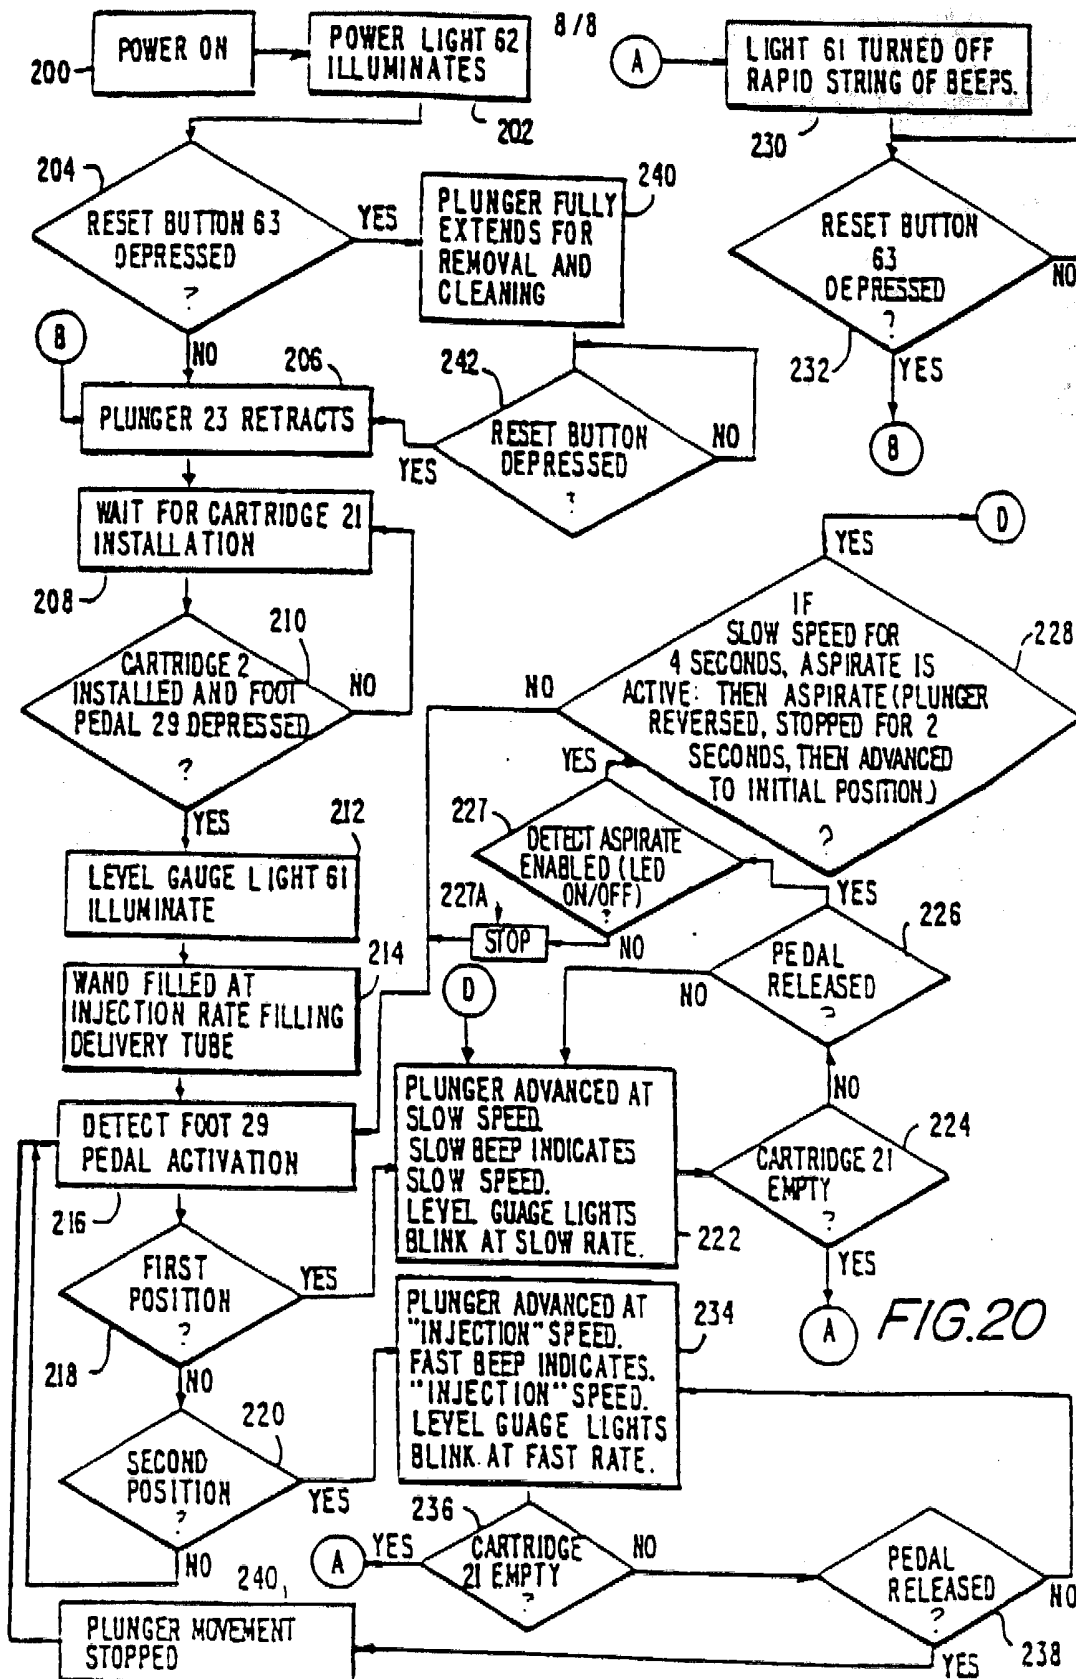 8/8
POWER ON
200
POWER LIGHT 62
ILLUMINATES
202
204
RESET BUTTON 63
DEPRESSED
?
YES
NO
240
PLUNGER FULLY
EXTENDS FOR
REMOVAL AND
CLEANING
B
206
PLUNGER 23 RETRACTS
242
RESET BUTTON
DEPRESSED
?
YES
NO
WAIT FOR CARTRIDGE 21
INSTALLATION
208
210
CARTRIDGE 2
INSTALLED AND FOOT
PEDAL 29 DEPRESSED
?
NO
YES
212
LEVEL GAUGE LIGHT 61
ILLUMINATE
214
WAND FILLED AT
INJECTION RATE FILLING
DELIVERY TUBE
DETECT FOOT 29
PEDAL ACTIVATION
216
FIRST
POSITION
?
YES
218
NO
220
SECOND
POSITION
?
YES
NO
240
PLUNGER MOVEMENT
STOPPED
A
LIGHT 61 TURNED OFF
RAPID STRING OF BEEPS.
230
RESET BUTTON
63
DEPRESSED
?
NO
232
YES
B
D
YES
IF
SLOW SPEED FOR
4 SECONDS, ASPIRATE IS
ACTIVE: THEN ASPIRATE (PLUNGER
REVERSED, STOPPED FOR 2
SECONDS, THEN ADVANCED
TO INITIAL POSITION.)
?
228
NO
YES
227
DETECT ASPIRATE
ENABLED (LED
ON/OFF)
?
227A
STOP
NO
YES
226
PEDAL
RELEASED
?
NO
D
PLUNGER ADVANCED AT
SLOW SPEED.
SLOW BEEP INDICATES
SLOW SPEED.
LEVEL GUAGE LIGHTS
BLINK AT SLOW RATE.
222
NO
224
CARTRIDGE 21
EMPTY
?
YES
A
FIG.20
PLUNGER ADVANCED AT
"INJECTION" SPEED.
FAST BEEP INDICATES.
"INJECTION" SPEED.
LEVEL GUAGE LIGHTS
BLINK AT FAST RATE.
234
236
CARTRIDGE
21 EMPTY
?
YES
A
NO
PEDAL
RELEASED
?
NO
238
YES